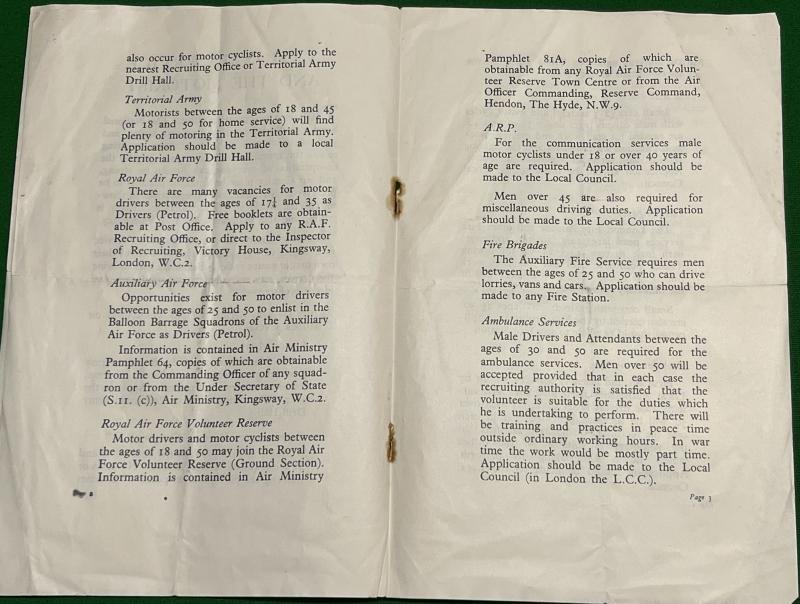 also occur for motor cyclists. Apply to the
nearest Recruiting Office or Territorial Army
Drill Hall.
Territorial Army
Motorists between the ages of 18 and 45
(or 18 and 50 for home service) will find
plenty of motoring in the Territorial Army.
Application should be made to a local
Territorial Army Drill Hall.
Royal Air Force
There are many vacancies for motor
drivers between the ages of 17¼ and 35 as
Drivers (Petrol). Free booklets are obtain-
able at Post Office. Apply to any R.A.F.
Recruiting Office, or direct to the Inspector
of Recruiting, Victory House, Kingsway,
London, W.C.2.
Auxiliary Air Force
Opportunities exist for motor drivers
between the ages of 25 and 50 to enlist in the
Balloon Barrage Squadrons of the Auxiliary
Air Force as Drivers (Petrol).
Information is contained in Air Ministry
Pamphlet 64, copies of which are obtainable
from the Commanding Officer of any squad-
ron or from the Under Secretary of State
(S.11. (c)), Air Ministry, Kingsway, W.C.2.
Royal Air Force Volunteer Reserve
Motor drivers and motor cyclists between
the ages of 18 and 50 may join the Royal Air
Force Volunteer Reserve (Ground Section).
Information is contained in Air Ministry
Pamphlet 81A, copies of which are
obtainable from any Royal Air Force Volun-
teer Reserve Town Centre or from the Air
Officer Commanding, Reserve Command,
Hendon, The Hyde, N.W.9.
A.R.P.
For the communication services male
motor cyclists under 18 or over 40 years of
age are required. Application should be
made to the Local Council.
Men over 45 are also required for
miscellaneous driving duties. Application
should be made to the Local Council.
Fire Brigades
The Auxiliary Fire Service requires men
between the ages of 25 and 50 who can drive
lorries, vans and cars. Application should be
made to any Fire Station.
Ambulance Services
Male Drivers and Attendants between the
ages of 30 and 50 are required for the
ambulance services. Men over 50 will be
accepted provided that in each case the
recruiting authority is satisfied that the
volunteer is suitable for the duties which
he is undertaking to perform. There will
be training and practices in peace time
outside ordinary working hours. In war
time the work would be mostly part time.
Application should be made to the Local
Council (in London the L.C.C.).
Page 3